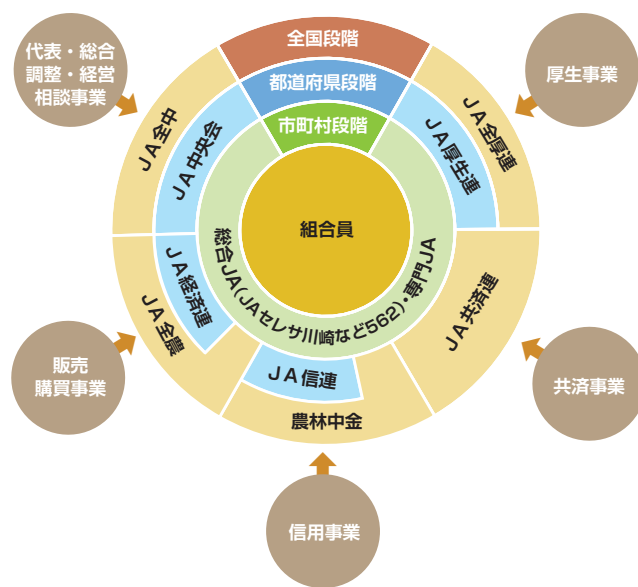 全国段階
都道府県段階
市町村段階
代表・総合
調整・経営
相談事業
厚生事業
JA全中
JA中央会
JA厚生連
JA全厚連
組合員
総合JA(JAセレサ川崎など562)・専門JA
JA経済連
JA全農
JA信連
農林中金
JA共済連
販売
購買事業
共済事業
信用事業